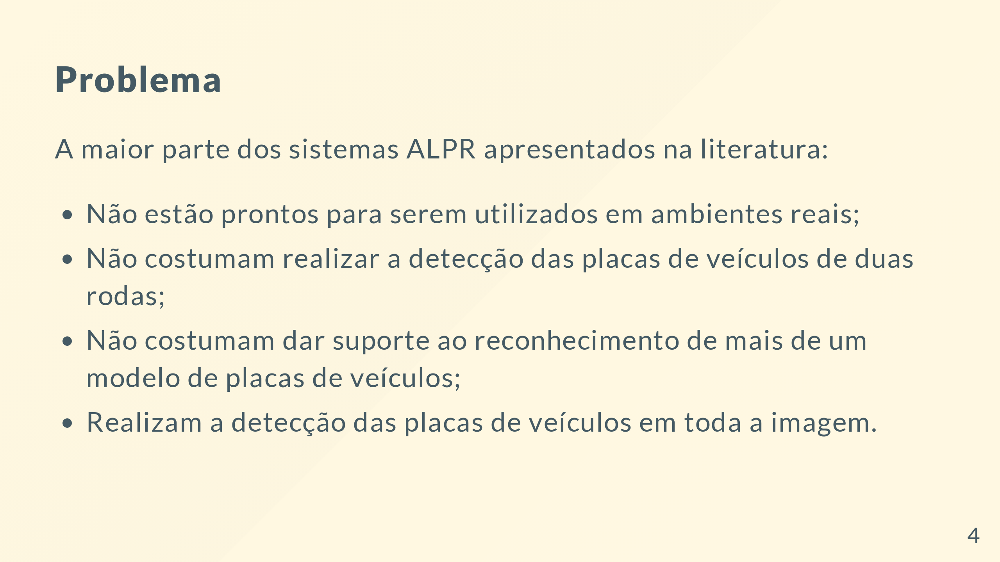 Problema
A maior parte dos sistemas ALPR apresentados na literatura:
• Não estão prontos para serem utilizados em ambientes reais;
• Não costumam realizar a detecção das placas de veículos de duas
rodas;
• Não costumam dar suporte ao reconhecimento de mais de um
modelo de placas de veículos;
• Realizam a detecção das placas de veículos em toda a imagem.
4